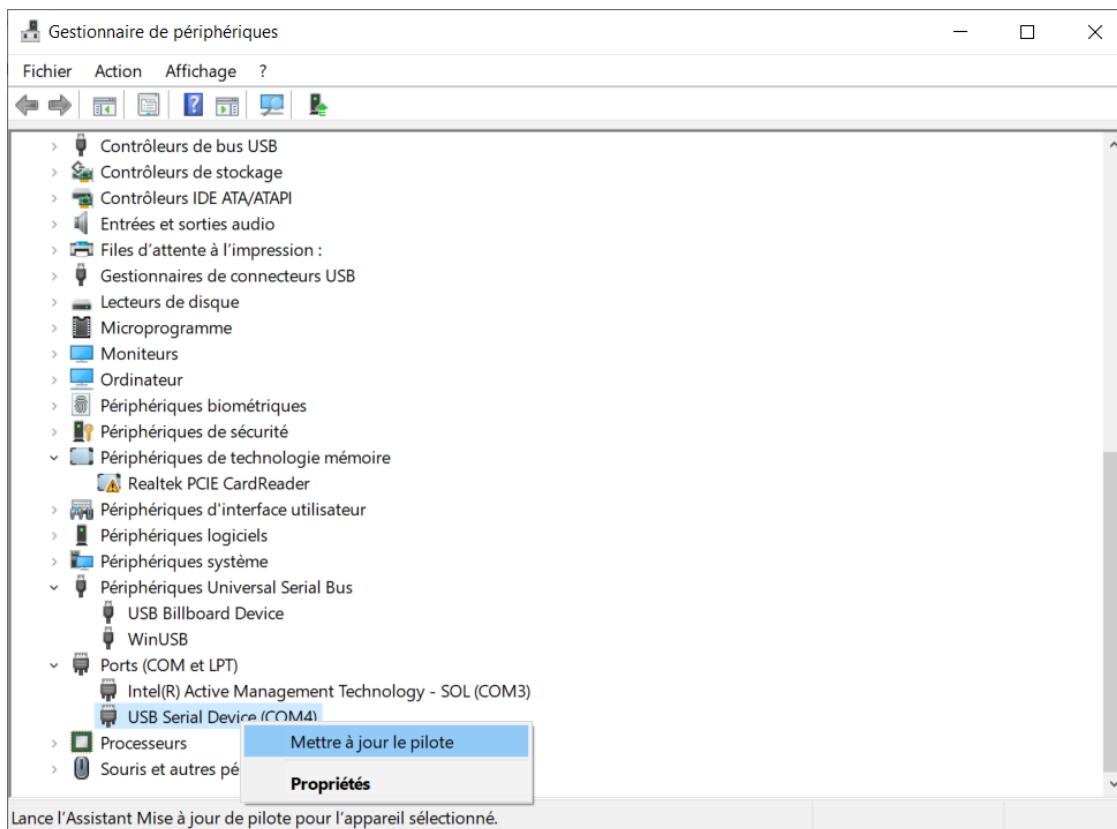 Gestionnaire de périphériques
Fichier Action Affichage ?
Contrôleurs de bus USB
Contrôleurs de stockage
Contrôleurs IDE ATA/ATAPI
Entrées et sorties audio
Files d'attente à l'impression :
Gestionnaires de connecteurs USB
Lecteurs de disque
Microprogramme
Moniteurs
Ordinateur
Périphériques biométriques
Périphériques de sécurité
Périphériques de technologie mémoire
Realtek PCIE CardReader
Périphériques d'interface utilisateur
Périphériques logiciels
Périphériques système
Périphériques Universal Serial Bus
USB Billboard Device
WinUSB
Ports (COM et LPT)
Intel(R) Active Management Technology - SOL (COM3)
USB Serial Device (COM4)
Processeurs
Mettre à jour le pilote
Souris et autres pé
Propriétés
Lance l'Assistant Mise à jour de pilote pour l'appareil sélectionné.